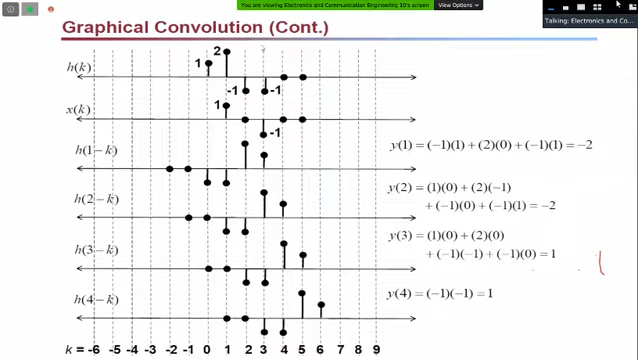 You are viewing Electronics and Communication Engineering 10's screen
View Options
Talking: Electronics and Co...
Graphical Convolution (Cont.)
2
h(k)
1
-1
-1
1
x(k)
-1
h(1−k)
y(1) = (−1)(1) + (2)(0) + (−1)(1) = −2
h(2−k)
y(2) = (1)(0) + (2)(−1)
+ (−1)(0) + (−1)(1) = −2
h(3−k)
y(3) = (1)(0) + (2)(0)
+ (−1)(−1) + (−1)(0) = 1
h(4−k)
y(4) = (−1)(−1) = 1
k = -6 -5 -4 -3 -2 -1 0 1 2 3 4 5 6 7 8 9